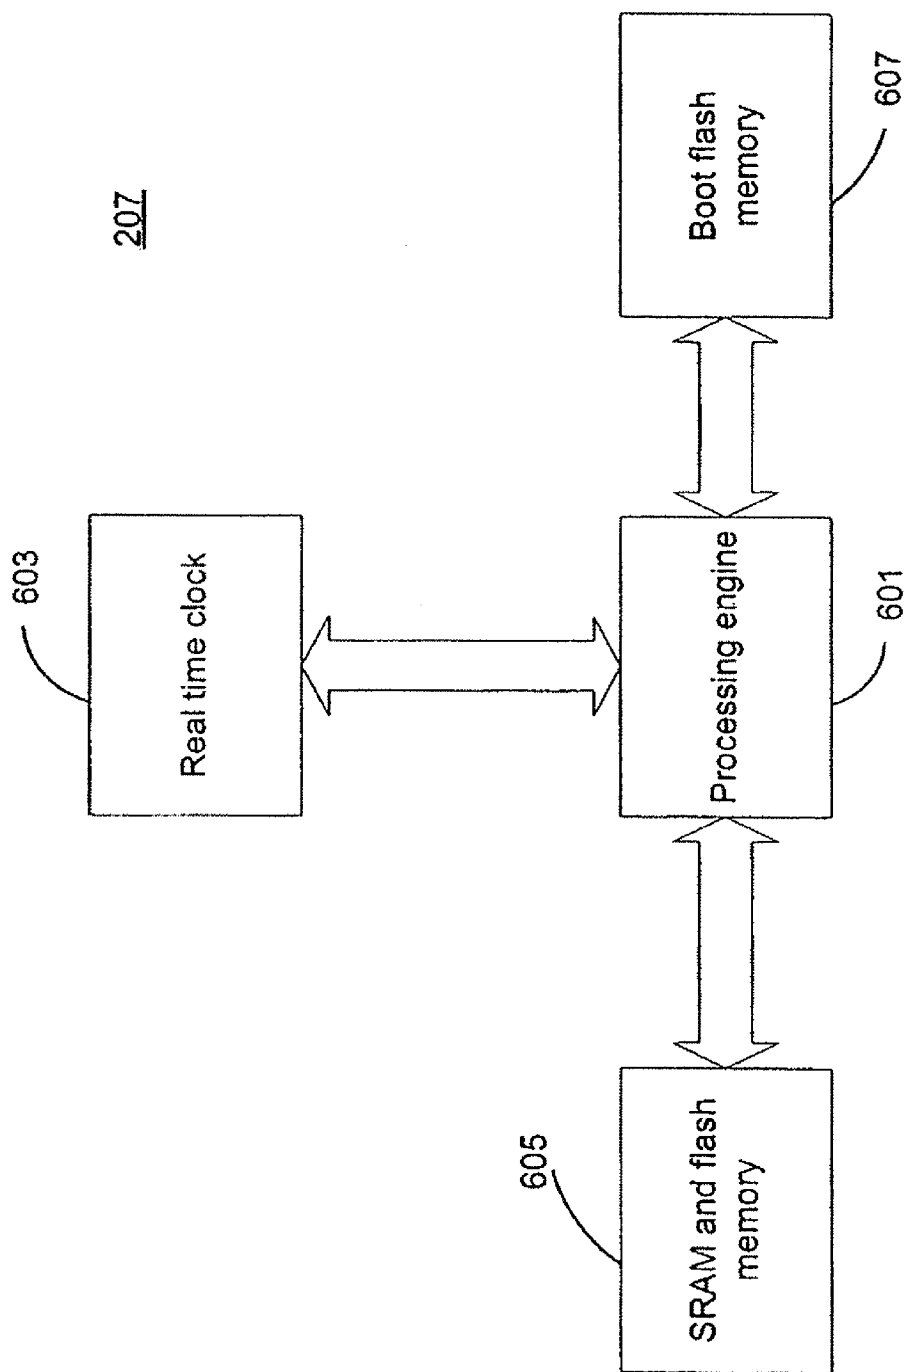 207
603
Real time clock
605
SRAM and flash
memory
Processing engine
601
Boot flash
memory
607